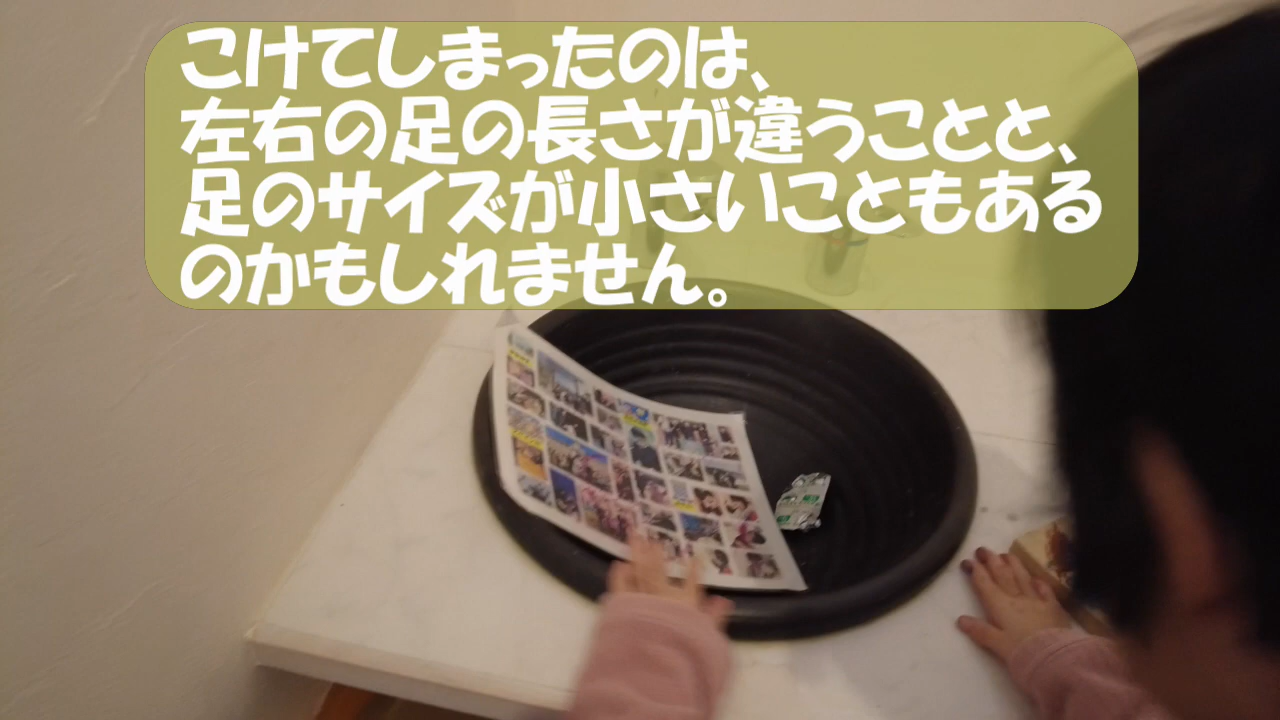 こけてしまったのは、
左右の足の長さが違うことと、
足のサイズが小さいこともある
のかもしれません。